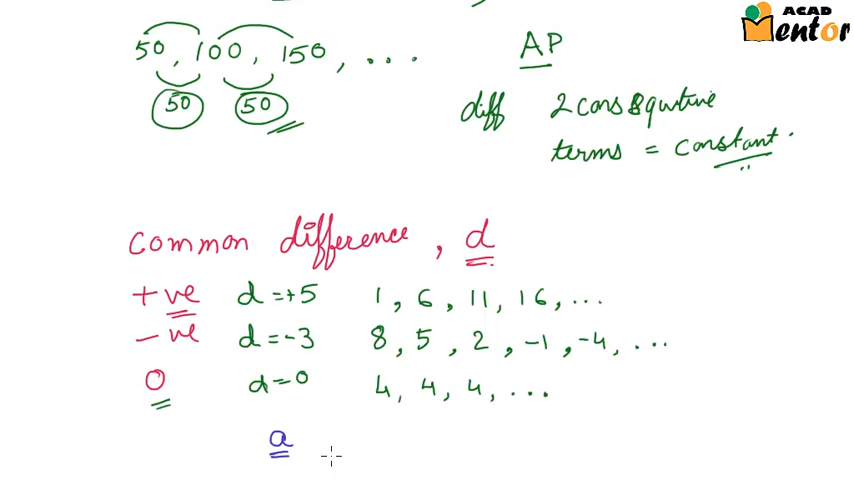 ACAD
mentor
50, 100, 150, ... AP
50 50
diff 2 consequtive
terms = constant.
common difference, d
+ve d=+5 1, 6, 11, 16, ...
-ve d=-3 8, 5, 2, -1, -4, ...
0 d=0 4, 4, 4, ...
a